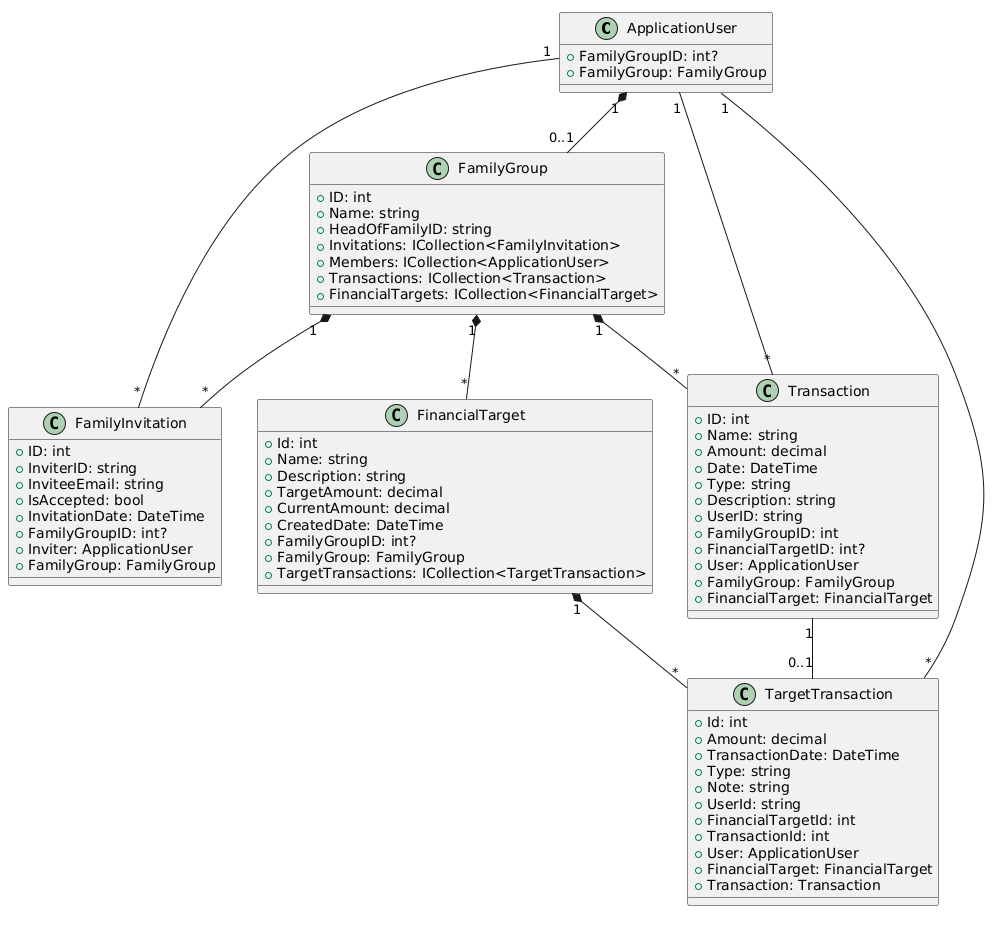 ApplicationUser
FamilyGroupID: int?
FamilyGroup: FamilyGroup
1
1
1
1
0..1
FamilyGroup
ID: int
Name: string
HeadOfFamilyID: string
Invitations: ICollection<FamilyInvitation>
Members: ICollection<ApplicationUser>
Transactions: ICollection<Transaction>
FinancialTargets: ICollection<FinancialTarget>
1
1
1
*
*
*
*
*
FamilyInvitation
ID: int
InviterID: string
InviteeEmail: string
IsAccepted: bool
InvitationDate: DateTime
FamilyGroupID: int?
Inviter: ApplicationUser
FamilyGroup: FamilyGroup
FinancialTarget
Id: int
Name: string
Description: string
TargetAmount: decimal
CurrentAmount: decimal
CreatedDate: DateTime
FamilyGroupID: int?
FamilyGroup: FamilyGroup
TargetTransactions: ICollection<TargetTransaction>
Transaction
ID: int
Name: string
Amount: decimal
Date: DateTime
Type: string
Description: string
UserID: string
FamilyGroupID: int
FinancialTargetID: int?
User: ApplicationUser
FamilyGroup: FamilyGroup
FinancialTarget: FinancialTarget
1
1
0..1
*
*
TargetTransaction
Id: int
Amount: decimal
TransactionDate: DateTime
Type: string
Note: string
UserId: string
FinancialTargetId: int
TransactionId: int
User: ApplicationUser
FinancialTarget: FinancialTarget
Transaction: Transaction